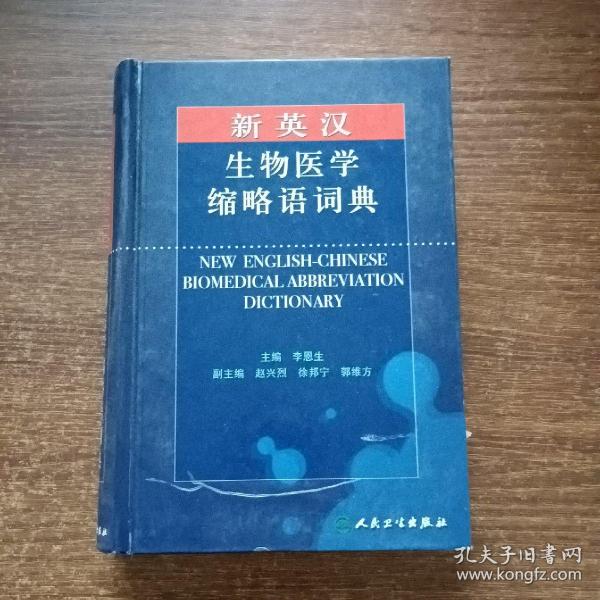 新英汉
生物医学
缩略语词典
NEW ENGLISH-CHINESE
BIOMEDICAL ABBREVIATION
DICTIONARY
主编 李恩生
副主编 赵兴烈 徐邦宁 郭维方
人民卫生出版社
孔夫子旧书网
www.kongfz.com